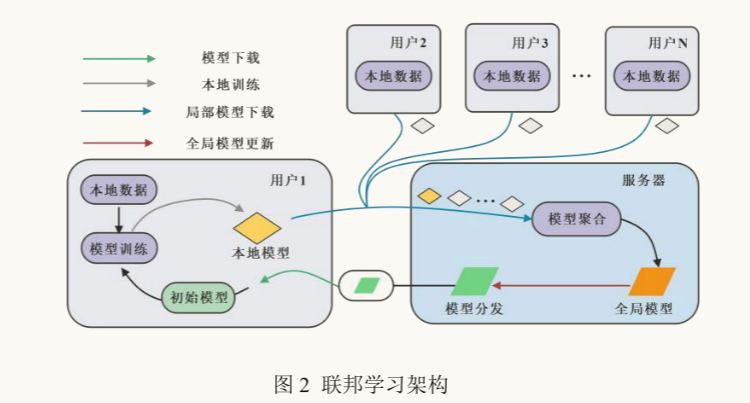 模型下载
本地训练
局部模型下载
全局模型更新
用户2
本地数据
用户3
本地数据
···
用户N
本地数据
用户1
本地数据
模型训练
本地模型
初始模型
服务器
···
模型聚合
模型分发
全局模型
图 2 联邦学习架构